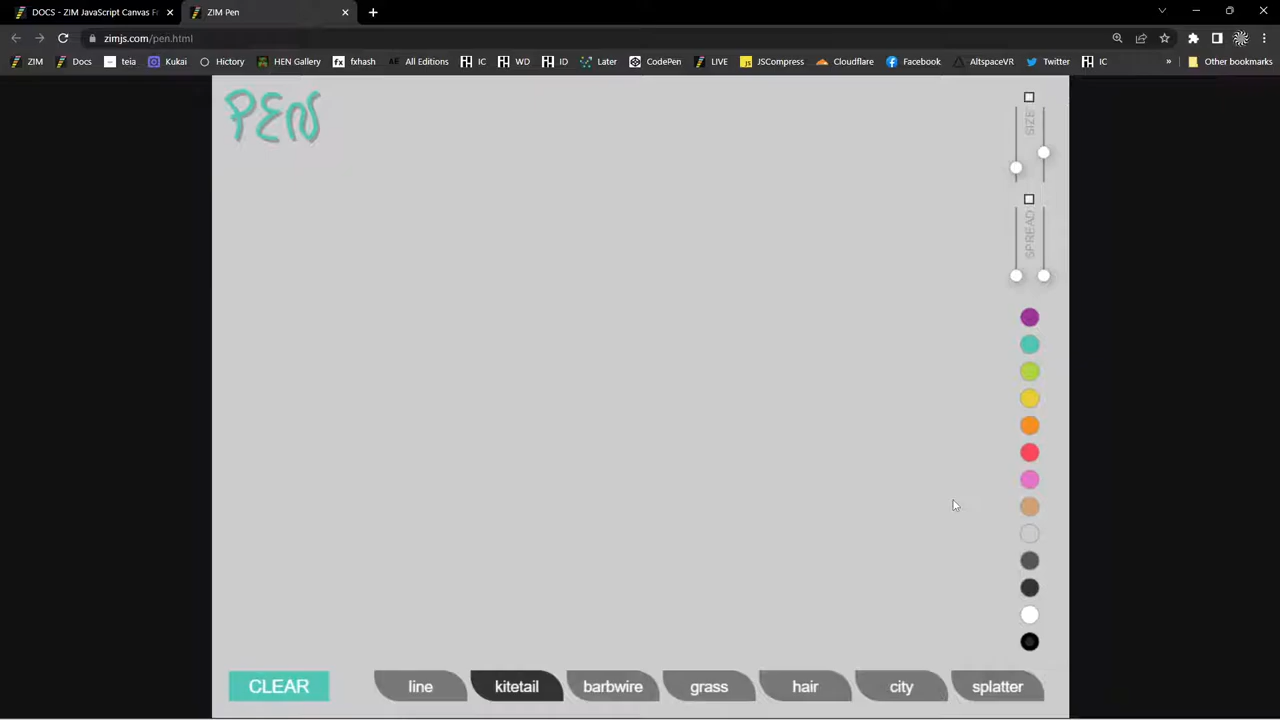 DOCS - ZIM JavaScript Canvas F
ZIM Pen
zimjs.com/pen.html
ZIM Docs teia Kukai Hictory HEN Gallery fxhash AE All Editions IC WD ID Later CodePen LIVE JS JSCompress Cloudflare Facebook AltspaceVR Twitter IC » Other bookmarks
PEN
SIZE
SPREAD
CLEAR
line kitetail barbwire grass hair city splatter